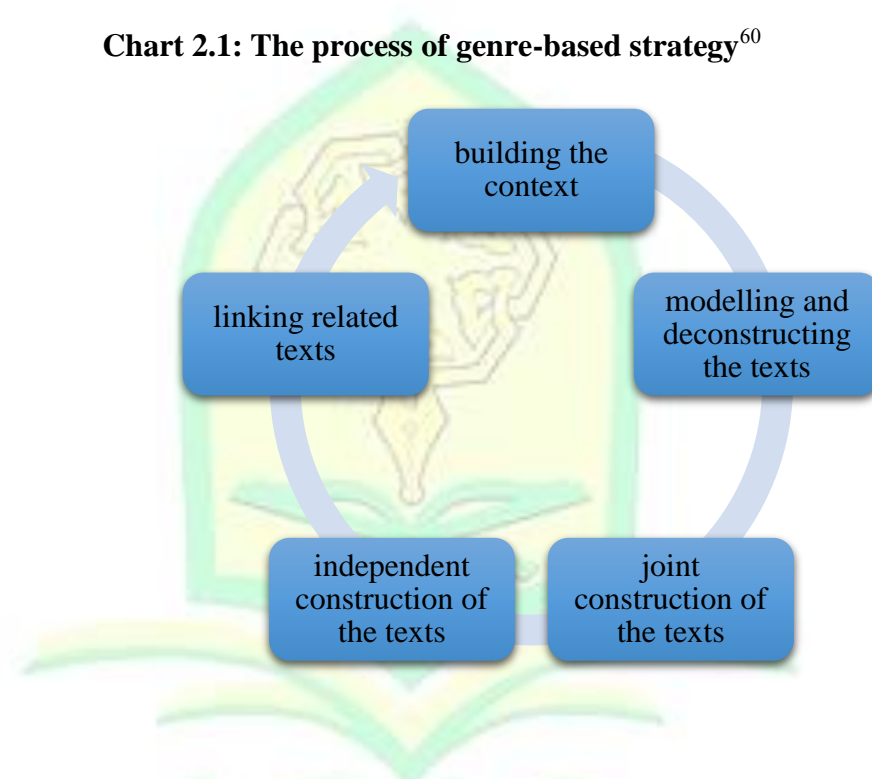 Chart 2.1: The process of genre-based strategy60
building the
context
modelling and
deconstructing
the texts
joint
construction of
the texts
independent
construction of
the texts
linking related
texts